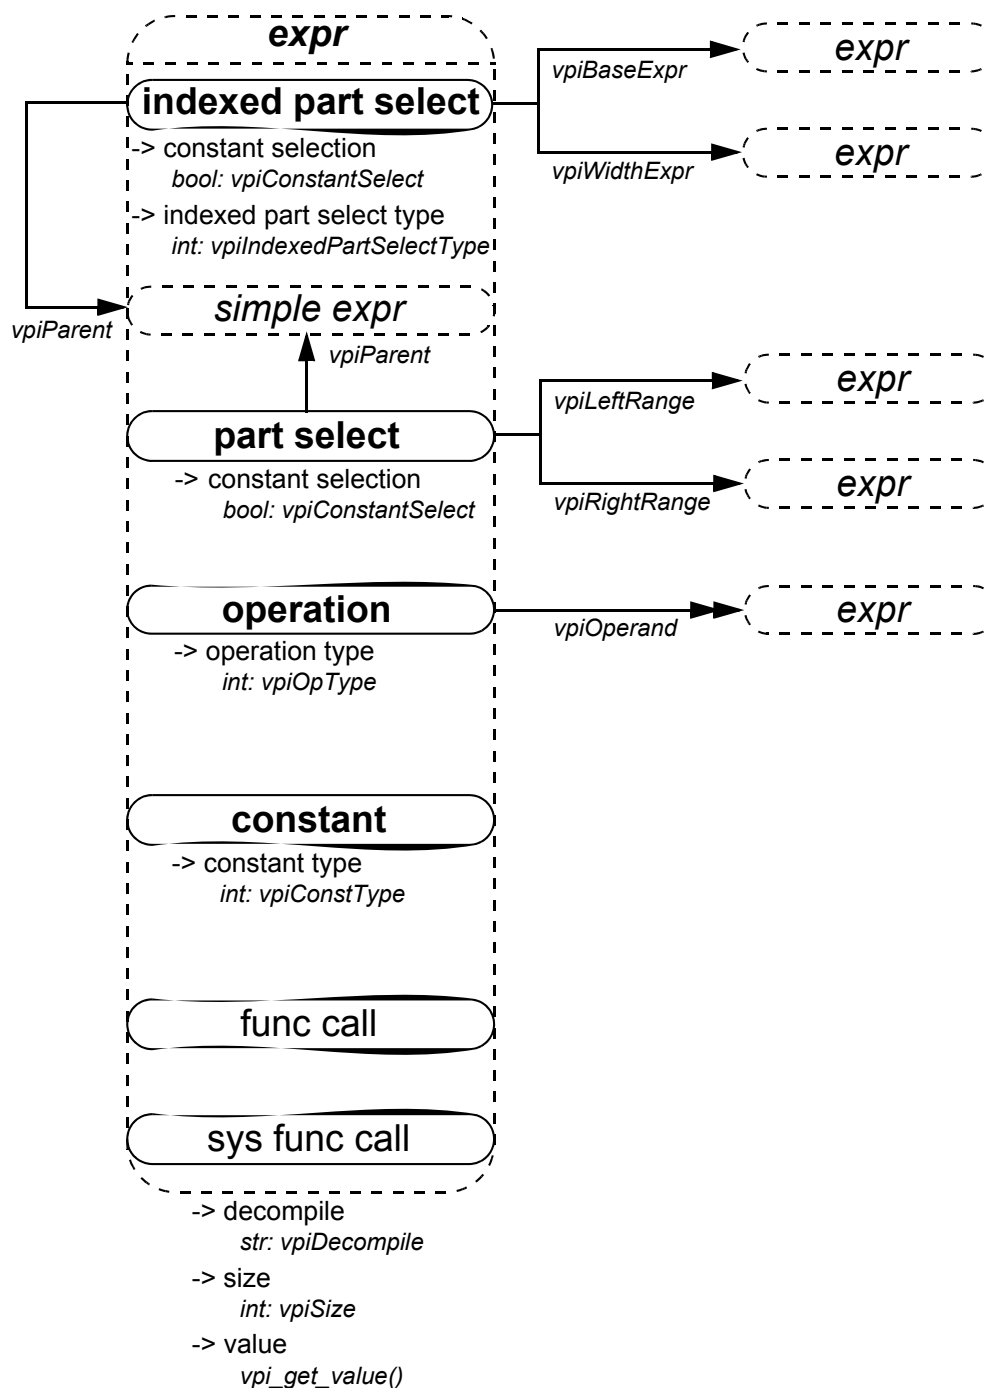 expr
expr
vpiBaseExpr
indexed part select
-> constant selection
bool: vpiConstantSelect
expr
vpiWidthExpr
-> indexed part select type
int: vpiIndexedPartSelectType
simple expr
vpiParent
vpiParent
expr
vpiLeftRange
part select
-> constant selection
bool: vpiConstantSelect
expr
vpiRightRange
operation
expr
vpiOperand
-> operation type
int: vpiOpType
constant
-> constant type
int: vpiConstType
func call
sys func call
-> decompile
str: vpiDecompile
-> size
int: vpiSize
-> value
vpi_get_value()